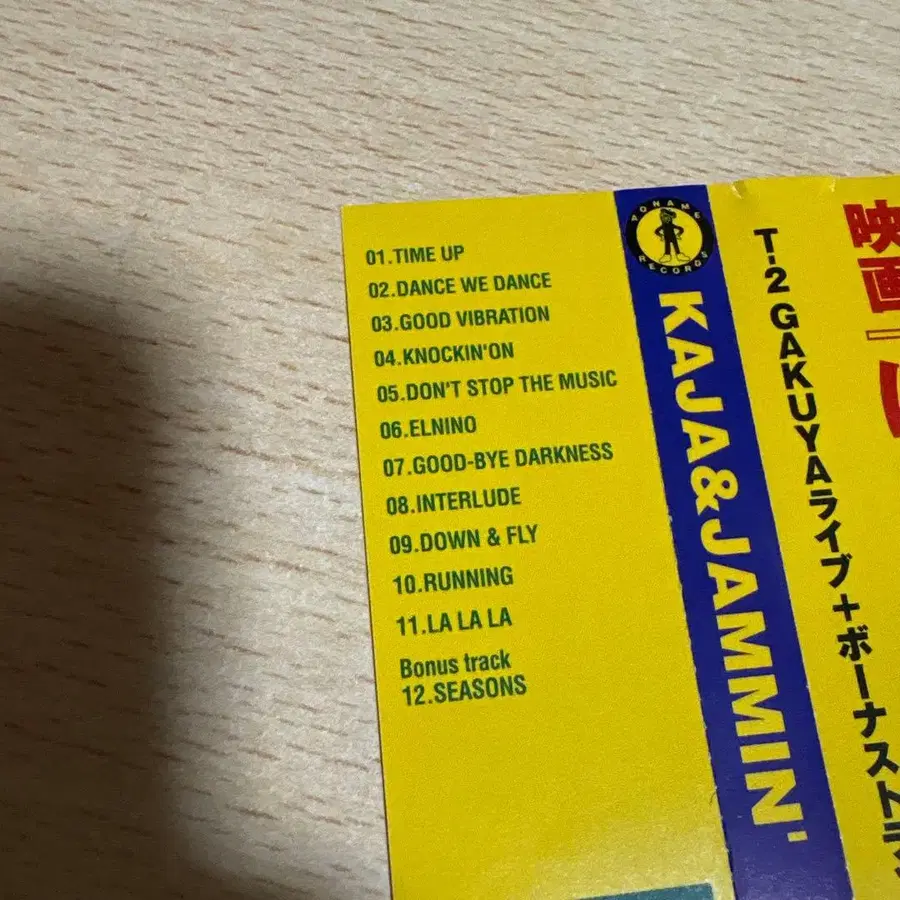 01.TIME UP
02.DANCE WE DANCE
03.GOOD VIBRATION
04.KNOCKIN'ON
05.DON'T STOP THE MUSIC
06.ELNINO
07.GOOD-BYE DARKNESS
08.INTERLUDE
09.DOWN & FLY
10.RUNNING
11.LA LA LA
Bonus track
12.SEASONS
AONAME RECORDS
KAJA&JAMMIN'
T-2 GAKUYAライブ+ボーナストラ
映画